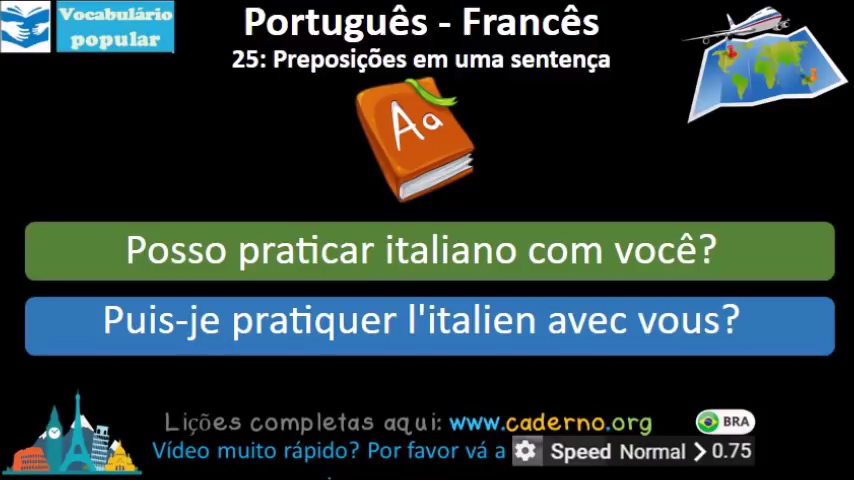 Vocabulário
popular
Português - Francês
25: Preposições em uma sentença
Aa
Posso praticar italiano com você?
Puis-je pratiquer l'italien avec vous?
Lições completas aqui: www.caderno.org
BRA
Vídeo muito rápido? Por favor vá a Speed Normal > 0.75